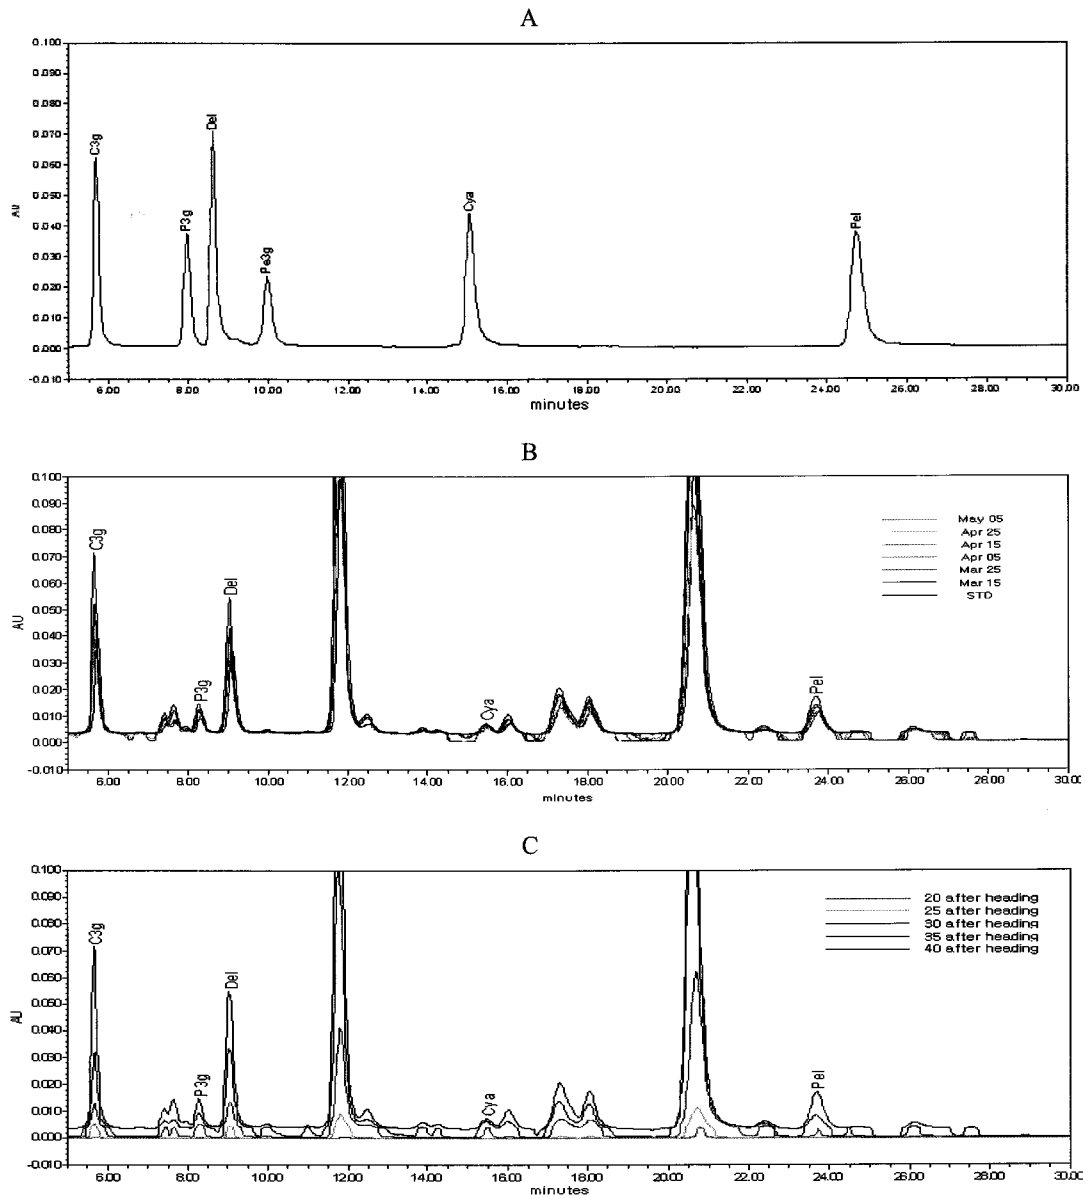 A
0.100
0.090
0.080
0.070
0.060
0.050
0.040
0.030
0.020
0.010
0.000
-0.010
AU
C3g
P3g
Del
Pe3g
Cya
Pel
6.00 8.00 10.00 12.00 14.00 16.00 18.00 20.00 22.00 24.00 26.00 28.00 30.00
minutes
B
0.100
0.090
0.080
0.070
0.060
0.050
0.040
0.030
0.020
0.010
0.000
-0.010
AU
C3g
P3g
Del
Cya
Pel
May 05
Apr 25
Apr 15
Apr 05
Mar 25
Mar 15
STD
6.00 8.00 10.00 12.00 14.00 16.00 18.00 20.00 22.00 24.00 26.00 28.00 30.00
minutes
C
0.100
0.090
0.080
0.070
0.060
0.050
0.040
0.030
0.020
0.010
0.000
-0.010
AU
C3g
P3g
Del
Cya
Pel
20 after heading
25 after heading
30 after heading
35 after heading
40 after heading
6.00 8.00 10.00 12.00 14.00 16.00 18.00 20.00 22.00 24.00 26.00 28.00 30.00
minutes